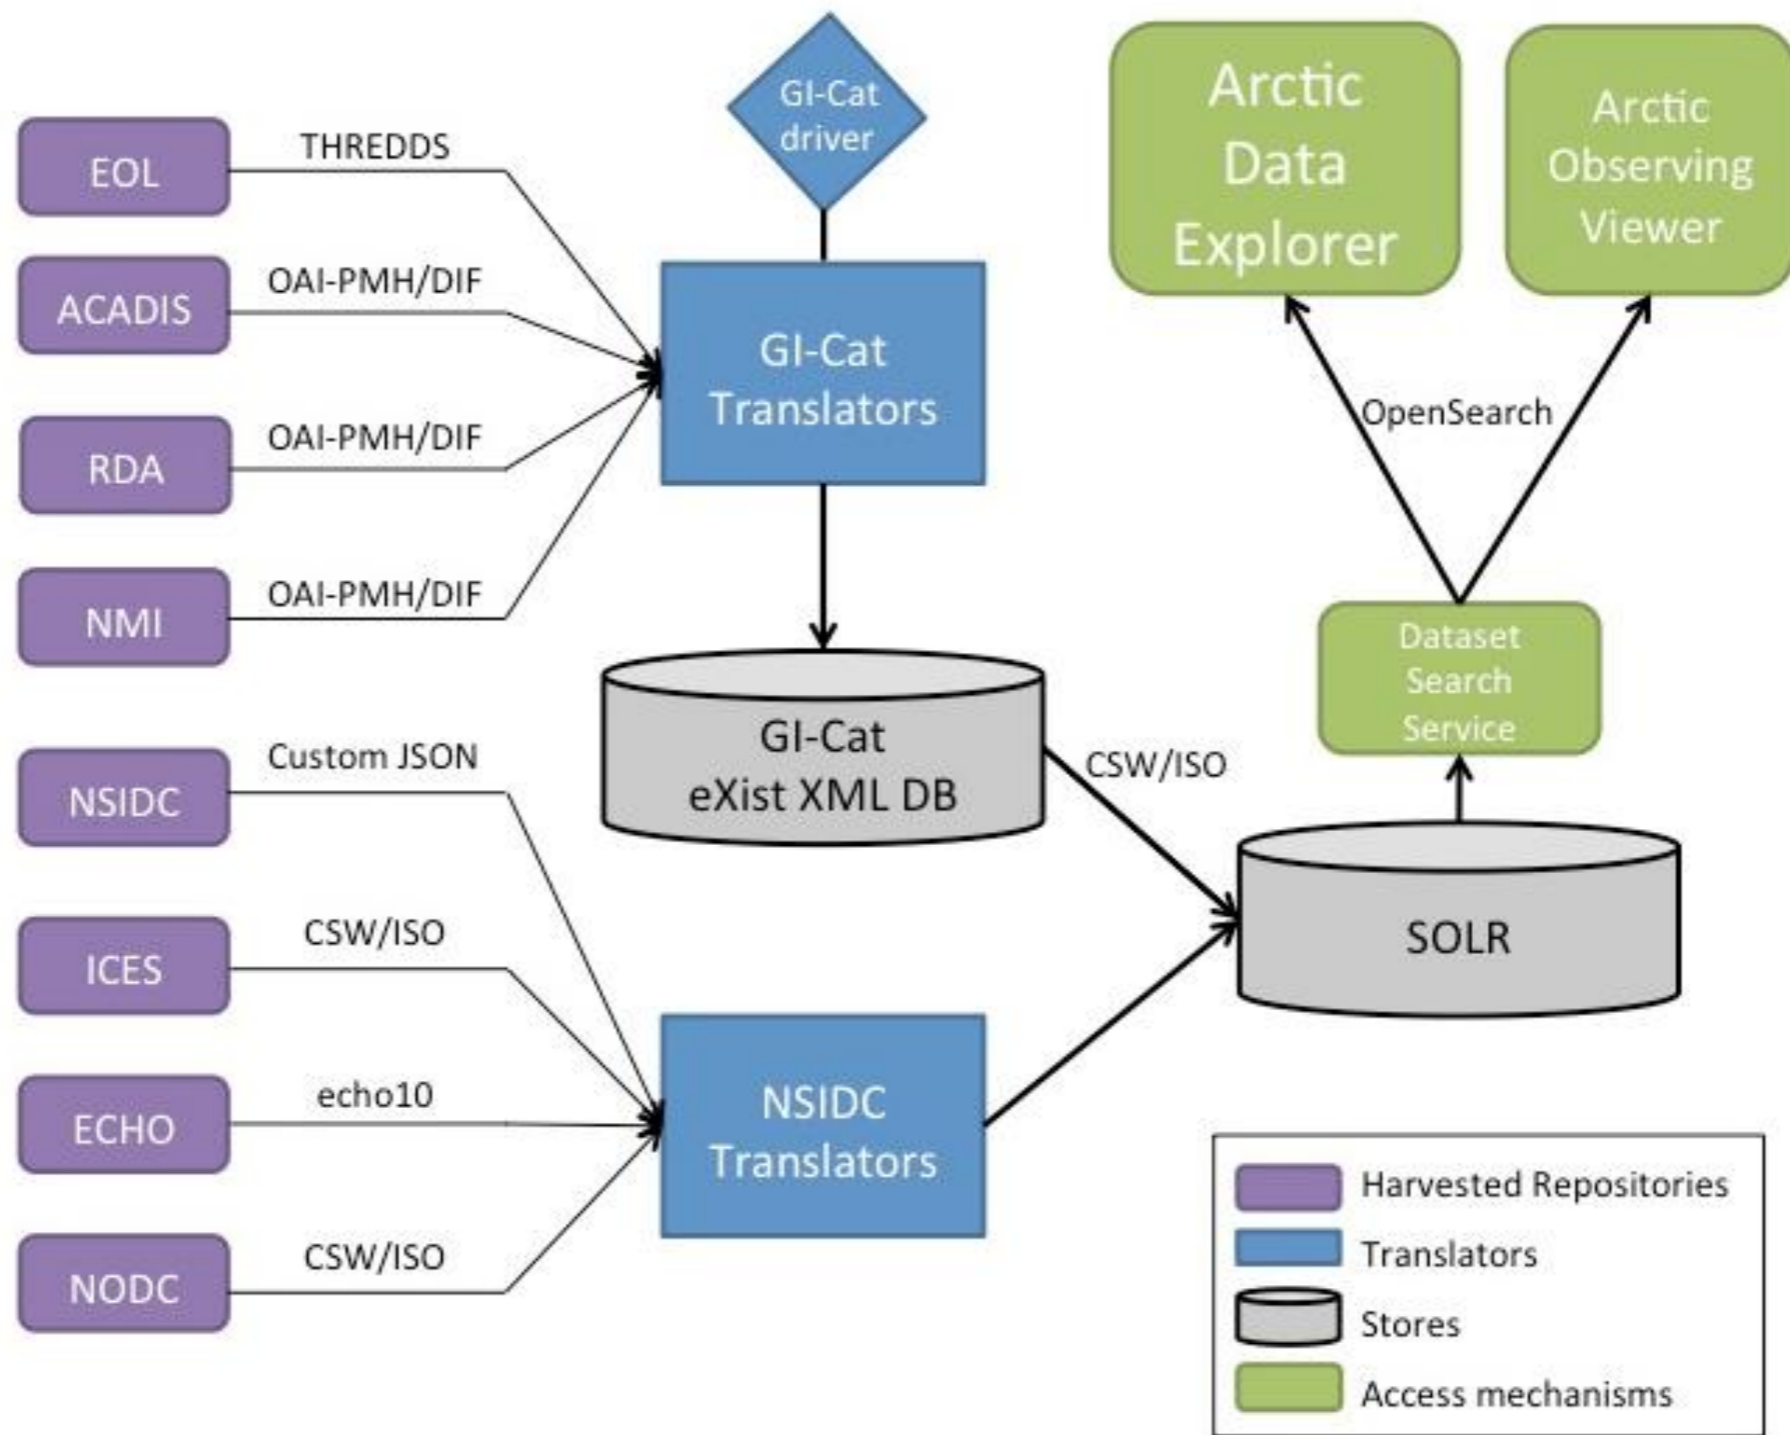 GI-Cat
driver
Arctic
Data
Explorer
Arctic
Observing
Viewer
EOL
THREDDS
ACADIS
OAI-PMH/DIF
RDA
OAI-PMH/DIF
NMI
OAI-PMH/DIF
GI-Cat
Translators
OpenSearch
Dataset
Search
Service
GI-Cat
eXist XML DB
CSW/ISO
SOLR
NSIDC
Custom JSON
ICES
CSW/ISO
ECHO
echo10
NODC
CSW/ISO
NSIDC
Translators
Harvested Repositories
Translators
Stores
Access mechanisms